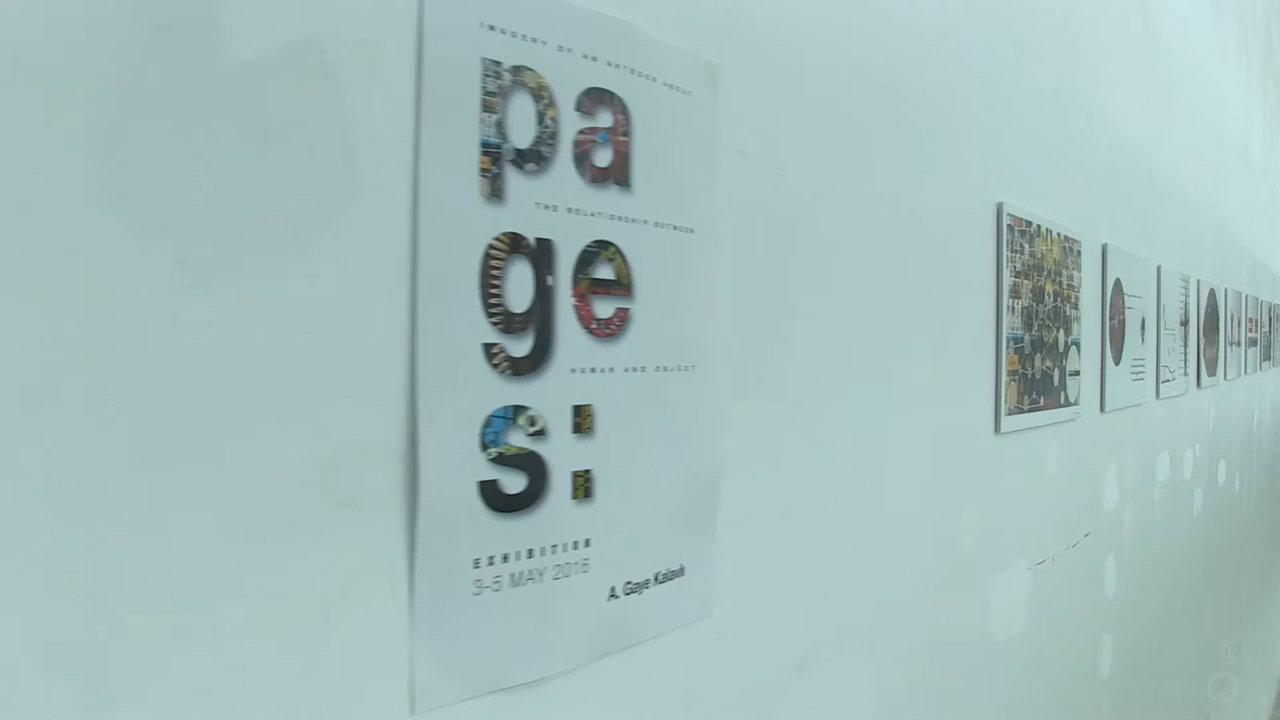 IMAGERY OF AN ARTBOOK ABOUT
pa
THE RELATIONSHIP BETWEEN
ge
HUMAN AND OBJECT
s:
EXHIBITION
3-5 MAY 2016
A. Gaye Kalavlı